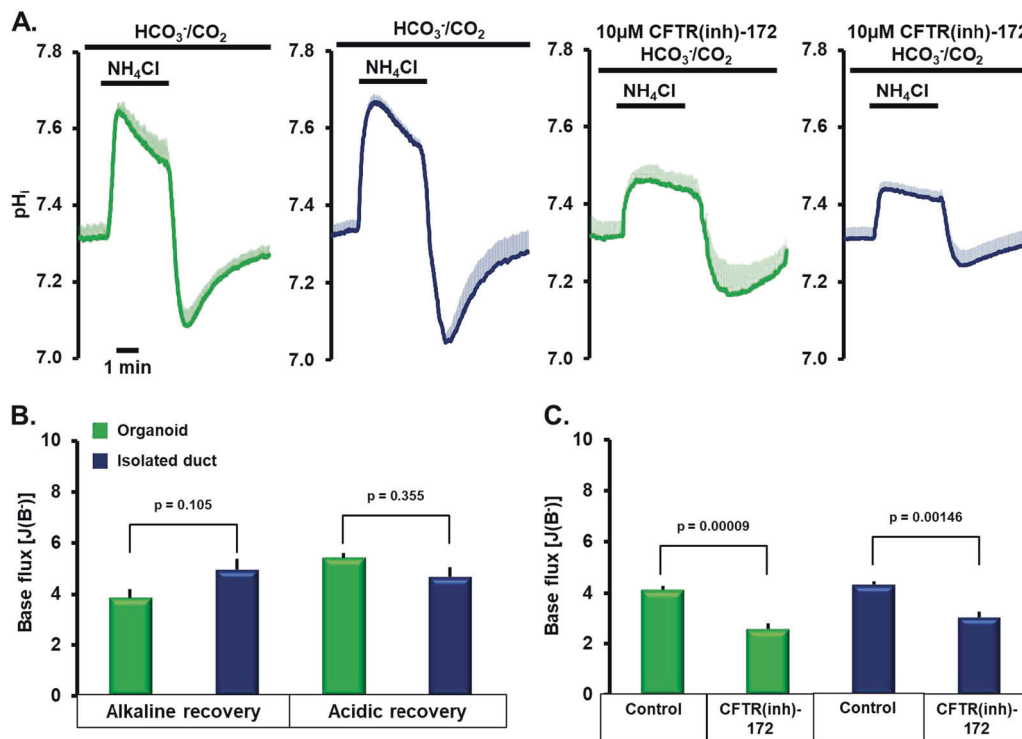 A.
HCO₃⁻/CO₂
NH₄Cl
7.8
7.6
7.4
7.2
7.0
pHᵢ
1 min
HCO₃⁻/CO₂
NH₄Cl
7.8
7.6
7.4
7.2
7.0
10µM CFTR(inh)-172
HCO₃⁻/CO₂
NH₄Cl
7.8
7.6
7.4
7.2
7.0
10µM CFTR(inh)-172
HCO₃⁻/CO₂
NH₄Cl
7.8
7.6
7.4
7.2
7.0
B.
Organoid
Isolated duct
Base flux [J(B⁻)]
10
8
6
4
2
0
p = 0.105
p = 0.355
Alkaline recovery
Acidic recovery
C.
Base flux [J(B⁻)]
10
8
6
4
2
0
p = 0.00009
p = 0.00146
Control
CFTR(inh)-
172
Control
CFTR(inh)-
172